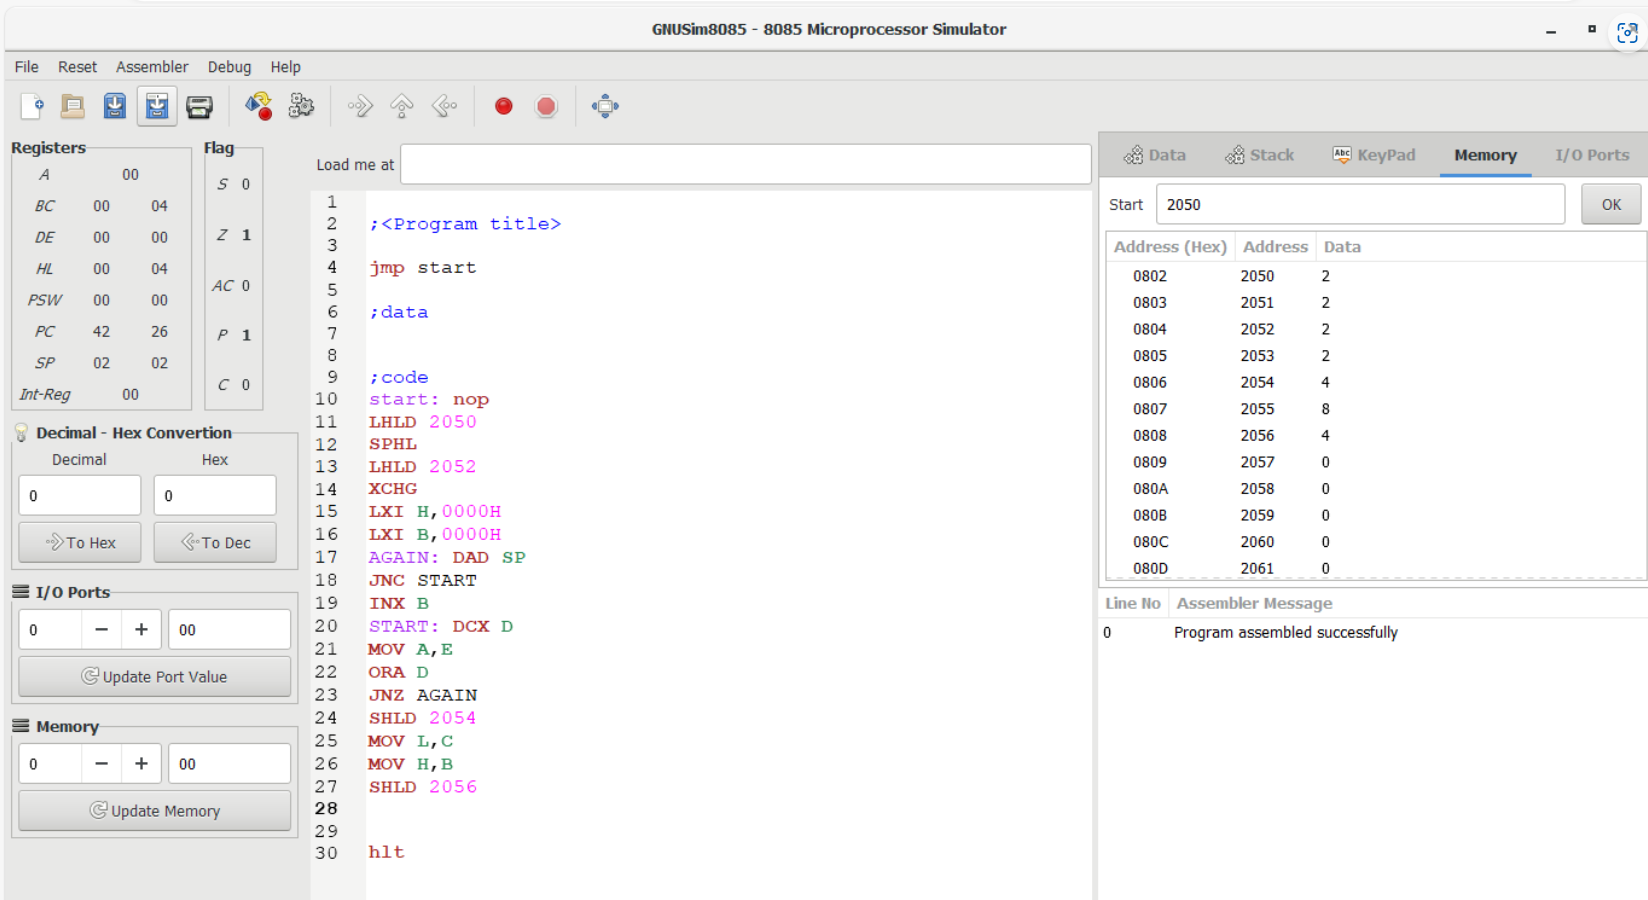 GNUSim8085 - 8085 Microprocessor Simulator
File Reset Assembler Debug Help
Registers
A 00
BC 00 04
DE 00 00
HL 00 04
PSW 00 00
PC 42 26
SP 02 02
Int-Reg 00
Flag
S 0
Z 1
AC 0
P 1
C 0
Decimal - Hex Convertion
Decimal Hex
0 0
To Hex To Dec
I/O Ports
0 − + 00
Update Port Value
Memory
0 − + 00
Update Memory
Load me at
1
2 ;<Program title>
3
4 jmp start
5
6 ;data
7
8
9 ;code
10 start: nop
11 LHLD 2050
12 SPHL
13 LHLD 2052
14 XCHG
15 LXI H,0000H
16 LXI B,0000H
17 AGAIN: DAD SP
18 JNC START
19 INX B
20 START: DCX D
21 MOV A,E
22 ORA D
23 JNZ AGAIN
24 SHLD 2054
25 MOV L,C
26 MOV H,B
27 SHLD 2056
28
29
30 hlt
Data Stack Abc KeyPad Memory I/O Ports
Start 2050 OK
Address (Hex) Address Data
0802 2050 2
0803 2051 2
0804 2052 2
0805 2053 2
0806 2054 4
0807 2055 8
0808 2056 4
0809 2057 0
080A 2058 0
080B 2059 0
080C 2060 0
080D 2061 0
Line No Assembler Message
0 Program assembled successfully